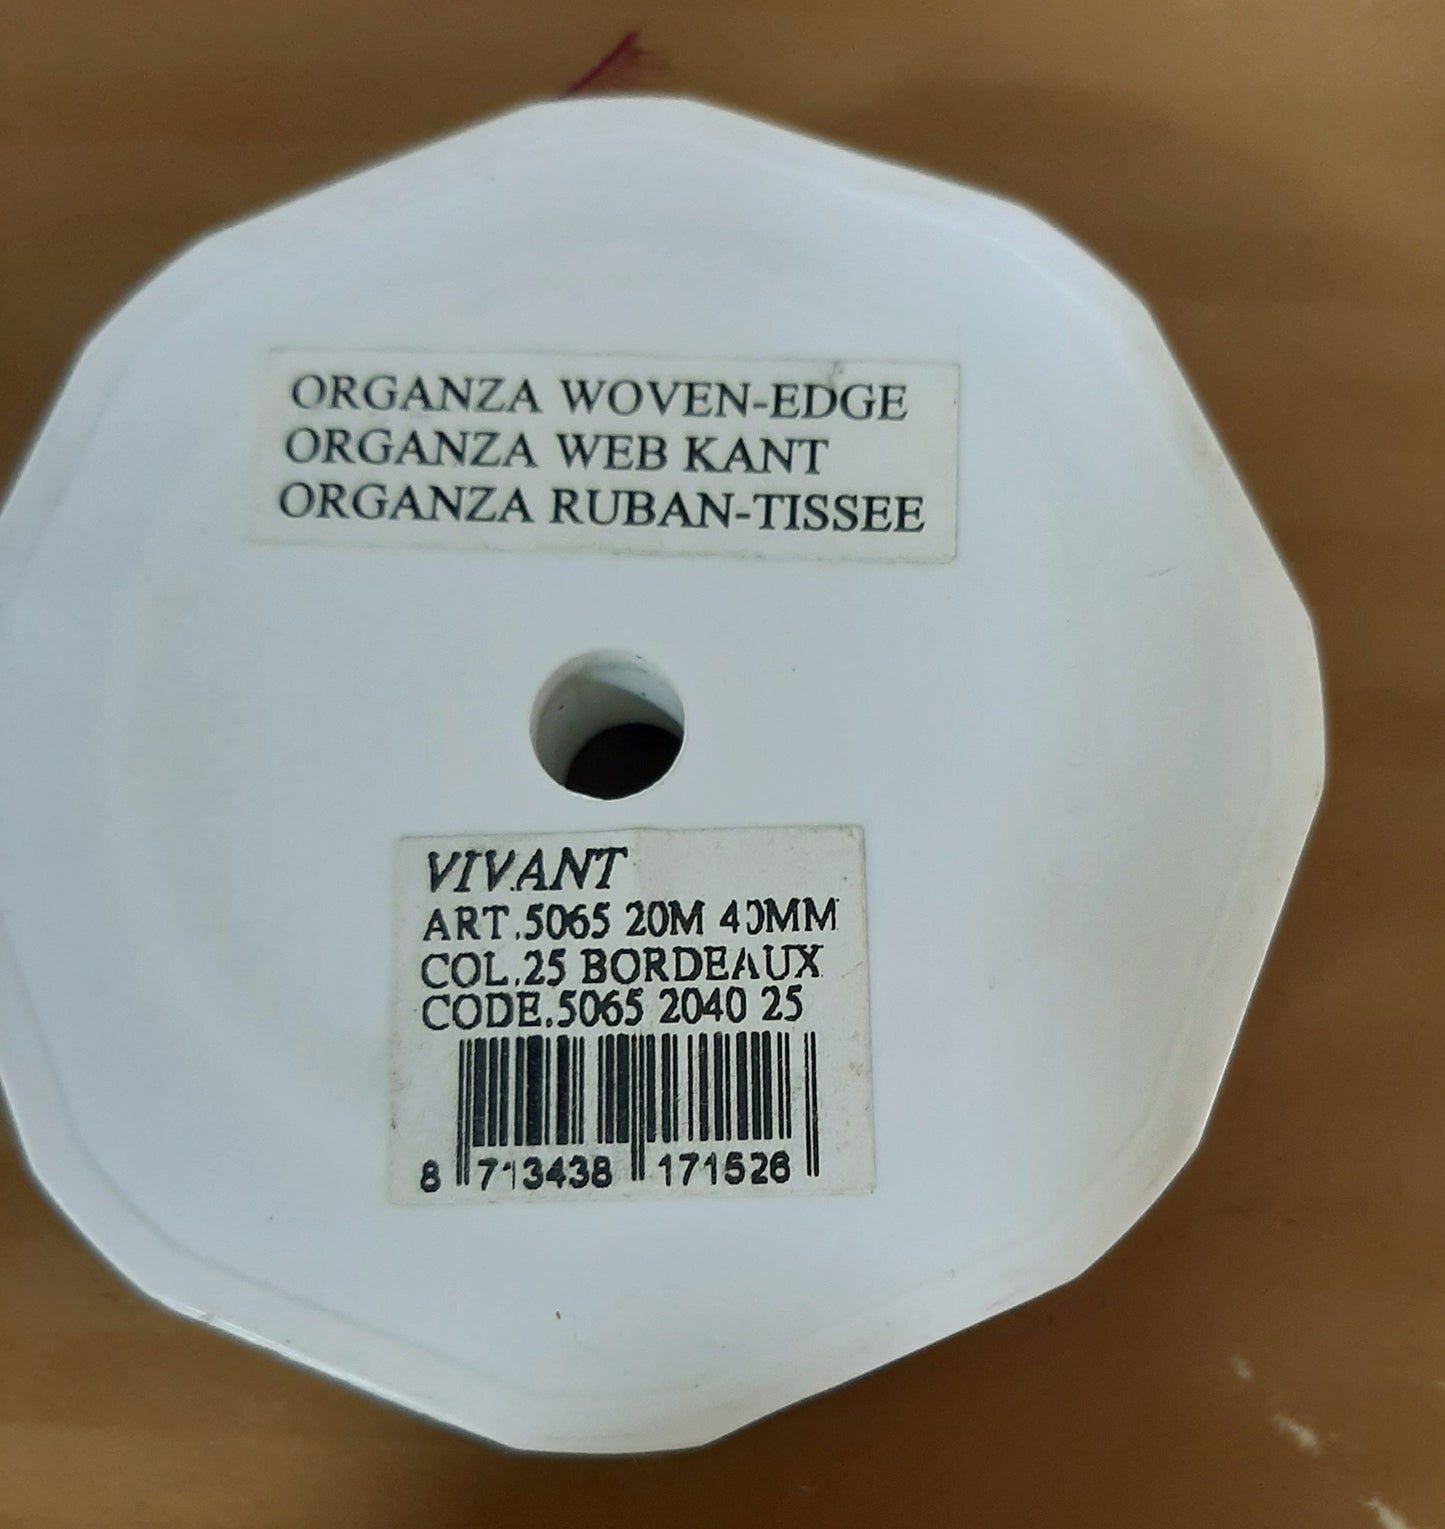 ORGANZA WOVEN-EDGE
ORGANZA WEB KANT
ORGANZA RUBAN-TISSEE
VIVANT
ART.5065 20M 40MM
COL.25 BORDEAUX
CODE.5065 2040 25
8 713438 171526